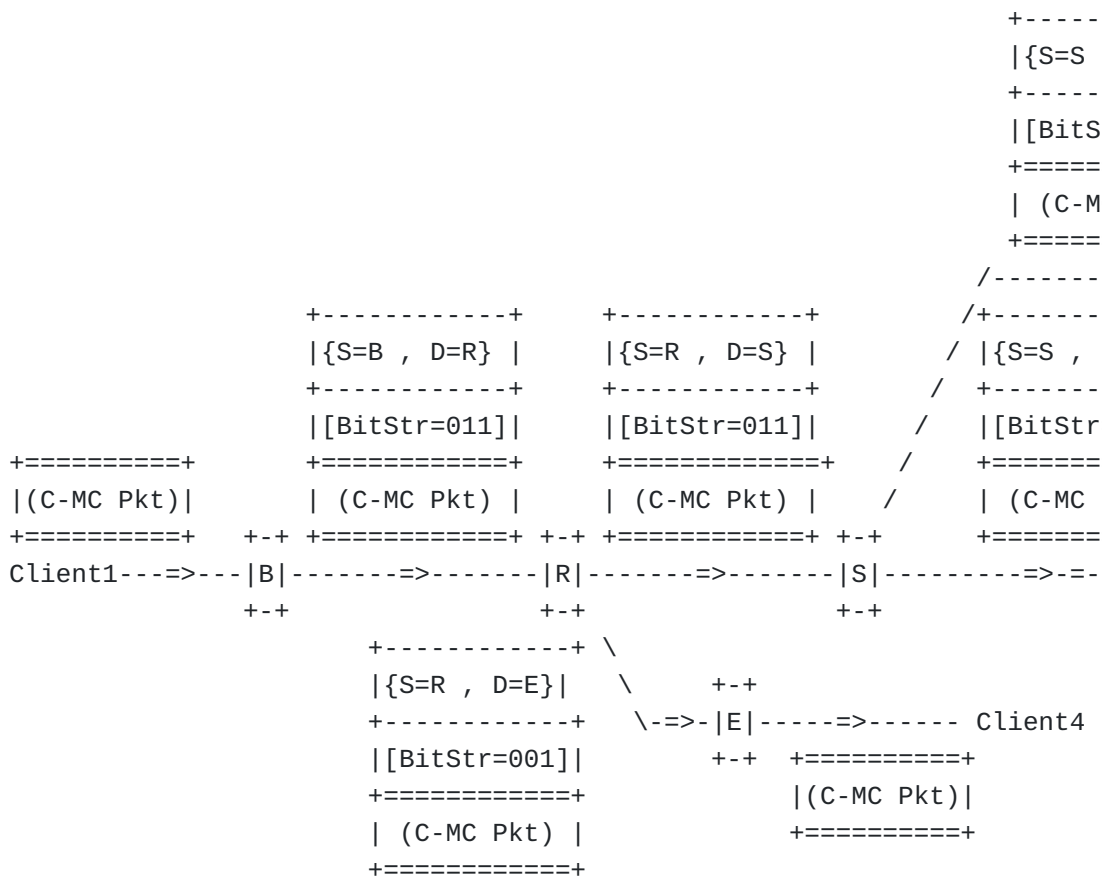 +-----
                                                                    |{S=S
                                                                    +-----
                                                                    |[BitS
                                                                    +=====
                                                                    | (C-M
                                                                    +=====
                                                                  /-------
                    +------------+     +------------+            /+-------
                    |{S=B , D=R} |     |{S=R , D=S} |           / |{S=S ,
                    +------------+     +------------+          /  +-------
                    |[BitStr=011]|     |[BitStr=011]|         /   |[BitStr
+==========+        +============+     +=============+       /    +=======
|(C-MC Pkt)|        | (C-MC Pkt) |     | (C-MC Pkt) |       /     | (C-MC
+==========+    +-+ +============+ +-+ +============+ +-+         +=======
Client1---=>---|B|-------=>-------|R|-------=>-------|S|---------=>-=-
                +-+                +-+                +-+
                        +------------+ \
                        |{S=R , D=E}|   \     +-+
                        +------------+   \-=>-|E|-----=>------ Client4
                        |[BitStr=001]|        +-+  +==========+
                        +============+             |(C-MC Pkt)|
                        | (C-MC Pkt) |             +==========+
                        +============+